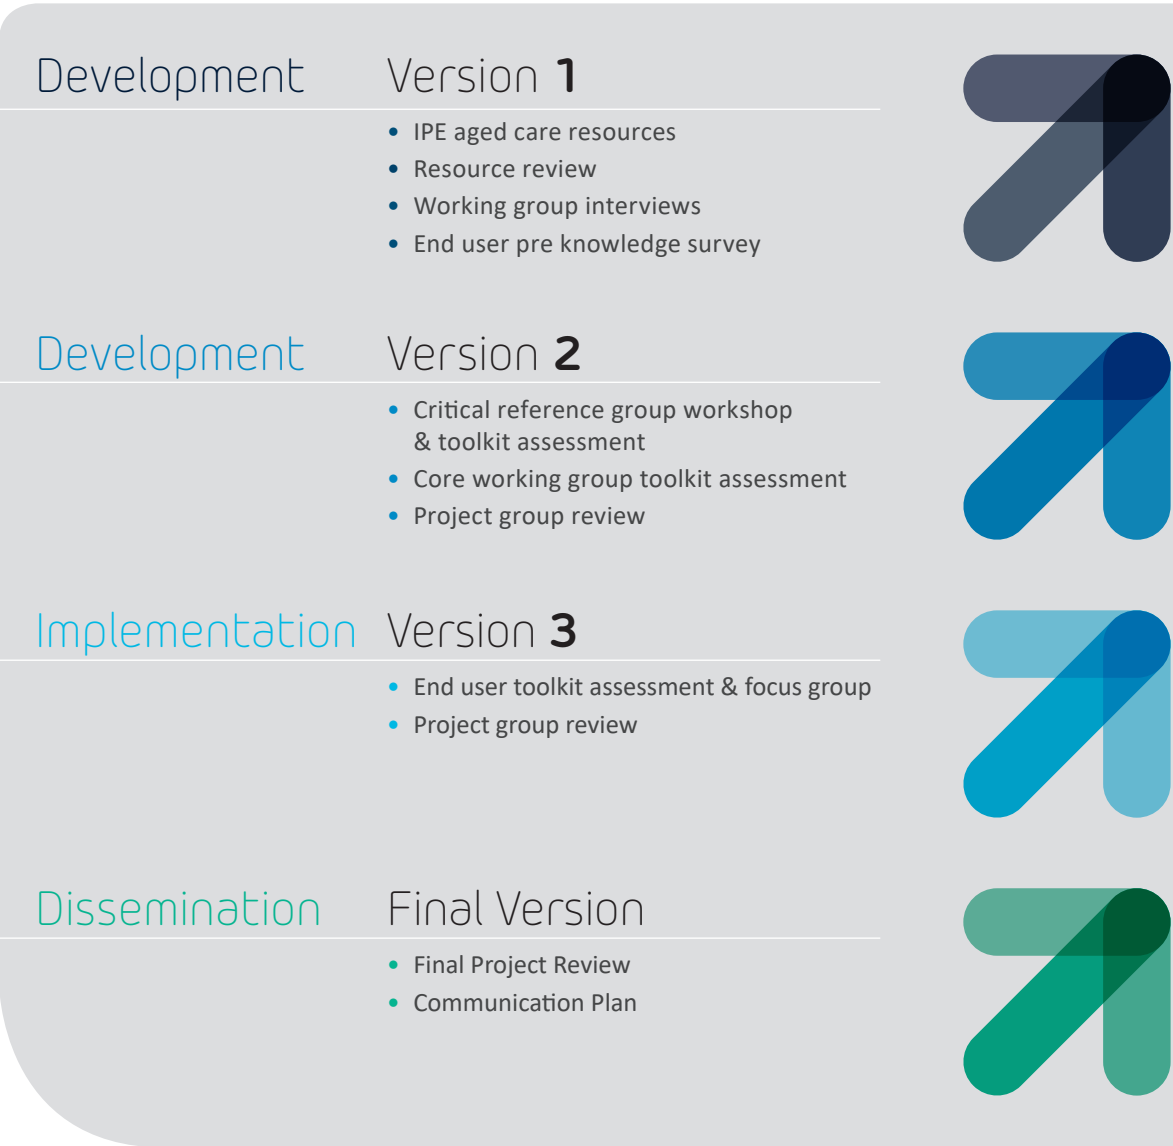 Development Version 1
• IPE aged care resources
• Resource review
• Working group interviews
• End user pre knowledge survey
Development Version 2
• Critical reference group workshop
& toolkit assessment
• Core working group toolkit assessment
• Project group review
Implementation Version 3
• End user toolkit assessment & focus group
• Project group review
Dissemination Final Version
• Final Project Review
• Communication Plan